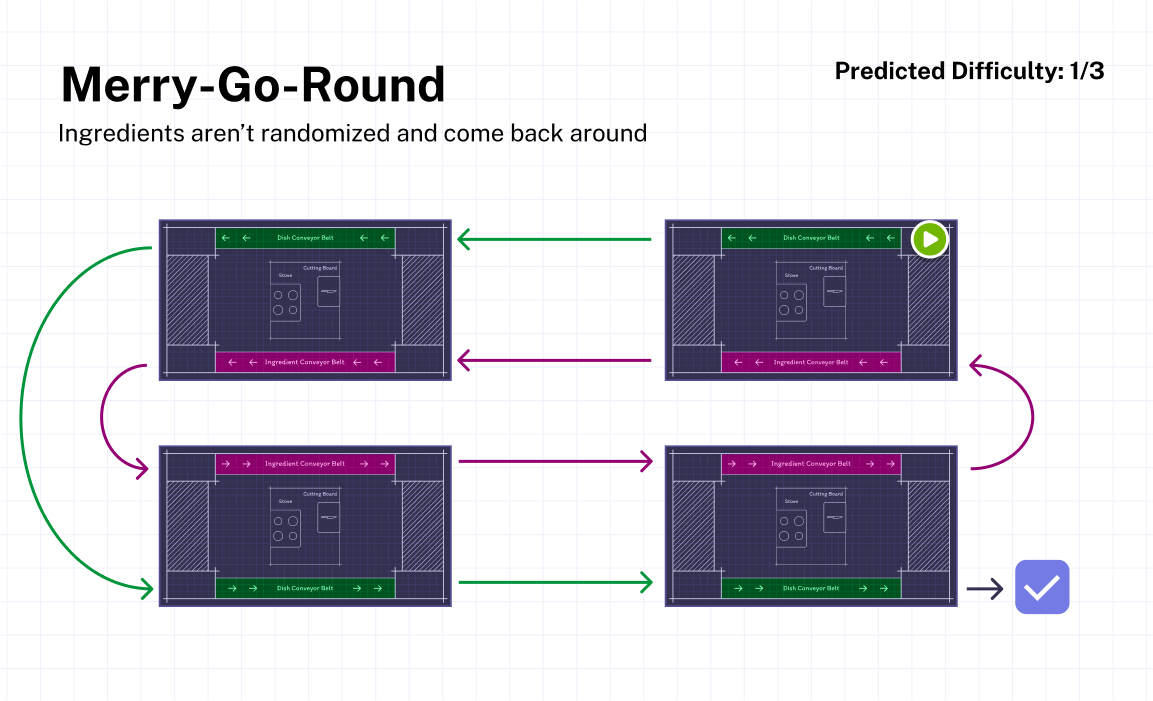 Merry-Go-Round
Predicted Difficulty: 1/3
Ingredients aren’t randomized and come back around
Dish Conveyor Belt
Cutting Board
Stove
Ingredient Conveyor Belt
Dish Conveyor Belt
Cutting Board
Stove
Ingredient Conveyor Belt
Ingredient Conveyor Belt
Cutting Board
Stove
Dish Conveyor Belt
Ingredient Conveyor Belt
Cutting Board
Stove
Dish Conveyor Belt